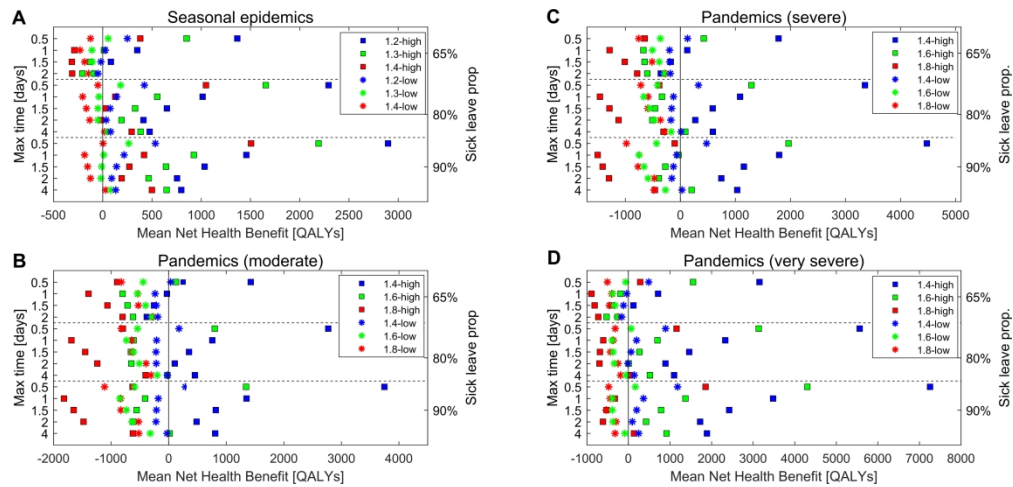 A
Seasonal epidemics
Max time [days]
0.5
1
1.5
2
0.5
1
1.5
2
4
0.5
1
1.5
2
4
65%
80%
90%
Sick leave prop
1.2-high
1.3-high
1.4-high
1.2-low
1.3-low
1.4-low
-500 0 500 1000 1500 2000 2500 3000
Mean Net Health Benefit [QALYs]
C
Pandemics (severe)
Max time [days]
0.5
1
1.5
2
0.5
1
1.5
2
4
0.5
1
1.5
2
4
65%
80%
90%
Sick leave prop.
1.4-high
1.6-high
1.8-high
1.4-low
1.6-low
1.8-low
-1000 0 1000 2000 3000 4000 5000
Mean Net Health Benefit [QALYs]
B
Pandemics (moderate)
Max time [days]
0.5
1
1.5
2
0.5
1
1.5
2
4
0.5
1
1.5
2
4
65%
80%
90%
Sick leave prop
1.4-high
1.6-high
1.8-high
1.4-low
1.6-low
1.8-low
-2000 -1000 0 1000 2000 3000 4000
Mean Net Health Benefit [QALYs]
D
Pandemics (very severe)
Max time [days]
0.5
1
1.5
2
0.5
1
1.5
2
4
0.5
1
1.5
2
4
65%
80%
90%
Sick leave prop.
1.4-high
1.6-high
1.8-high
1.4-low
1.6-low
1.8-low
-1000 0 1000 2000 3000 4000 5000 6000 7000 8000
Mean Net Health Benefit [QALYs]